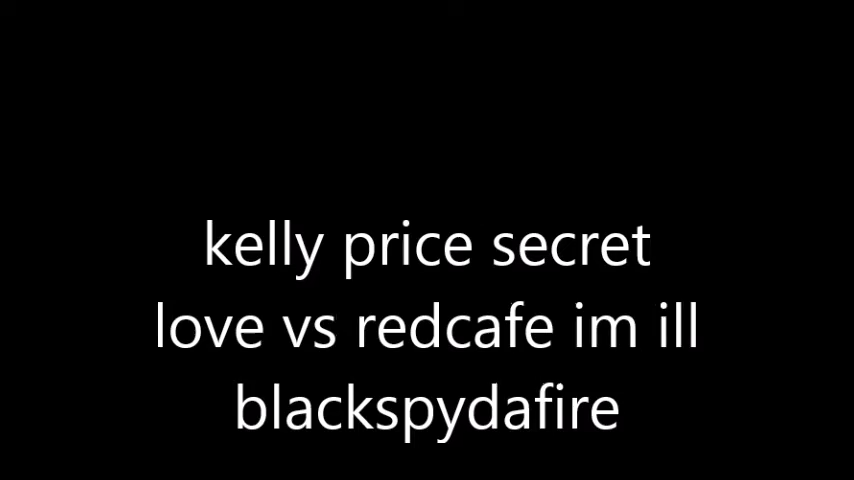 kelly price secret
love vs redcafe im ill
blackspydafire